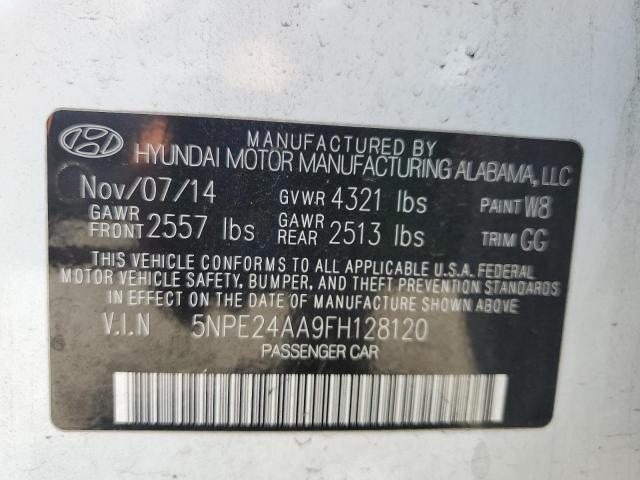 MANUFACTURED BY
HYUNDAI MOTOR MANUFACTURING ALABAMA, LLC
Nov/07/14 GVWR 4321 lbs PAINT W8
GAWR FRONT 2557 lbs GAWR REAR 2513 lbs TRIM GG
THIS VEHICLE CONFORMS TO ALL APPLICABLE U.S.A. FEDERAL
MOTOR VEHICLE SAFETY, BUMPER, AND THEFT PREVENTION STANDARDS
IN EFFECT ON THE DATE OF MANUFACTURE SHOWN ABOVE
V.I.N 5NPE24AA9FH128120
PASSENGER CAR